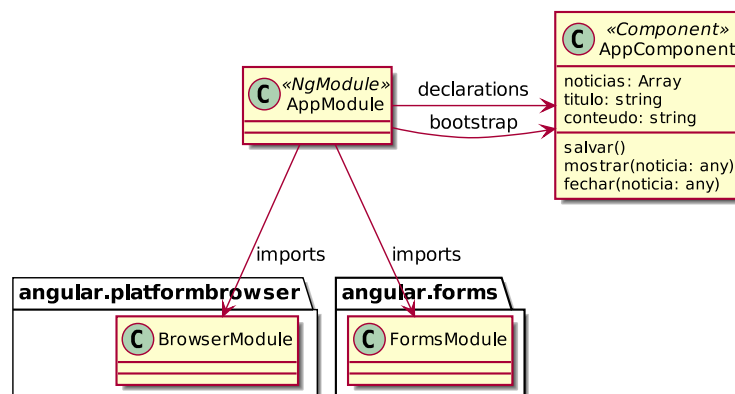 C
«Component»
AppComponent
noticias: Array
titulo: string
conteudo: string
salvar()
mostrar(noticia: any)
fechar(noticia: any)
C
«NgModule»
AppModule
declarations
bootstrap
imports
imports
angular.platformbrowser
angular.forms
C BrowserModule
C FormsModule